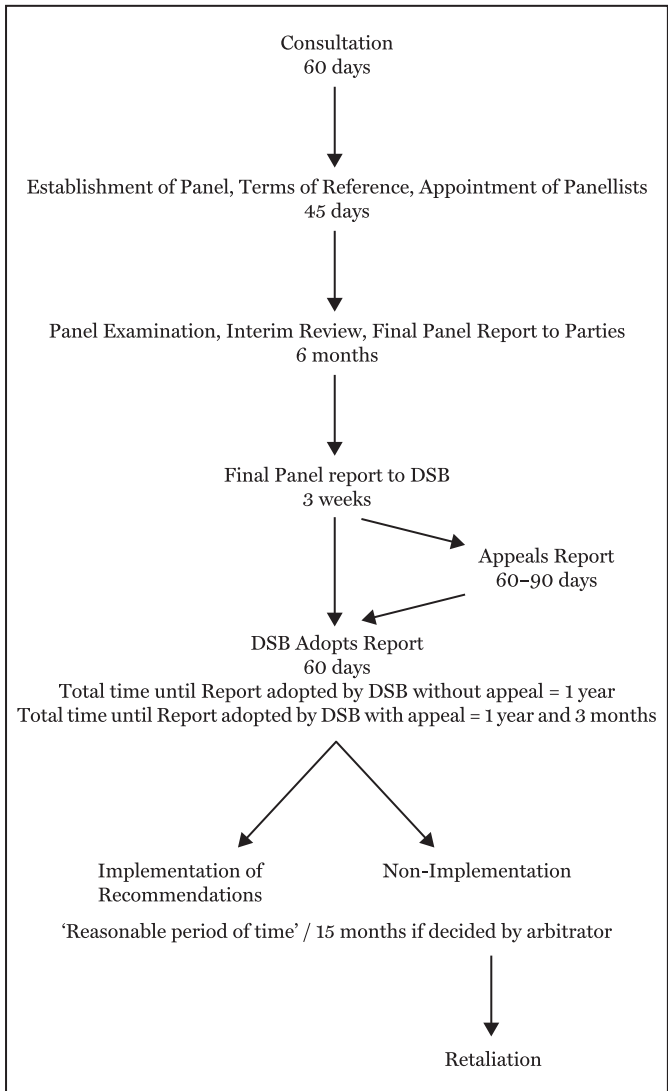 Consultation
60 days
Establishment of Panel, Terms of Reference, Appointment of Panellists
45 days
Panel Examination, Interim Review, Final Panel Report to Parties
6 months
Final Panel report to DSB
3 weeks
Appeals Report
60–90 days
DSB Adopts Report
60 days
Total time until Report adopted by DSB without appeal = 1 year
Total time until Report adopted by DSB with appeal = 1 year and 3 months
Implementation of
Recommendations
Non-Implementation
‘Reasonable period of time’ / 15 months if decided by arbitrator
Retaliation